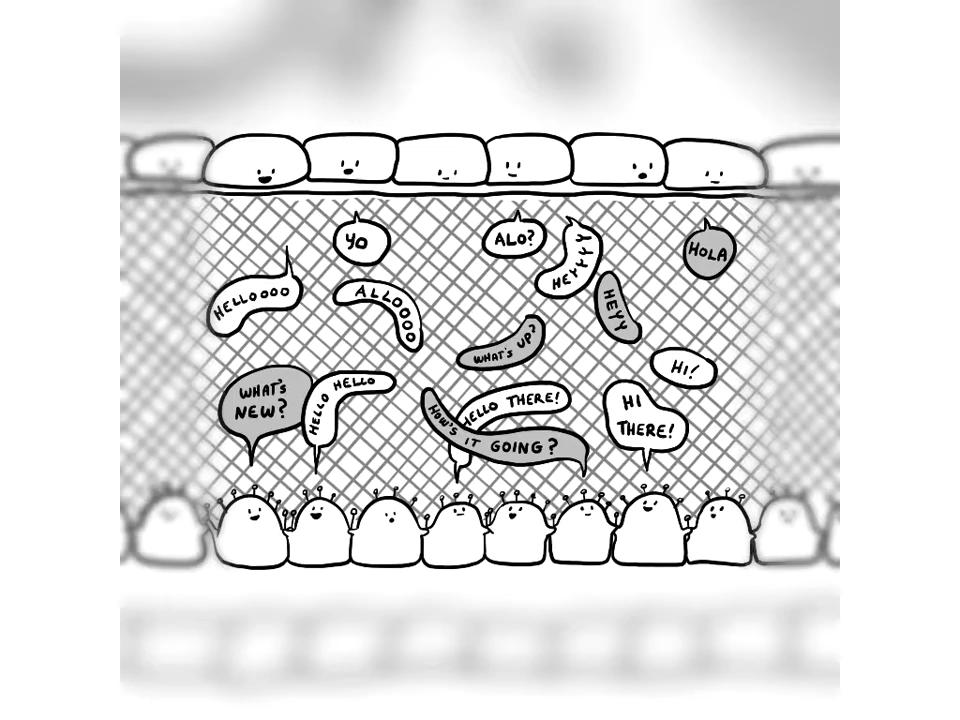 YO
ALO?
HEYYYY
HOLA
HELLOOOO
ALLOOOO
HEYY
WHAT'S UP?
HI!
WHAT'S
NEW?
HELLO HELLO
HELLO THERE!
HOW'S IT GOING?
HI
THERE!